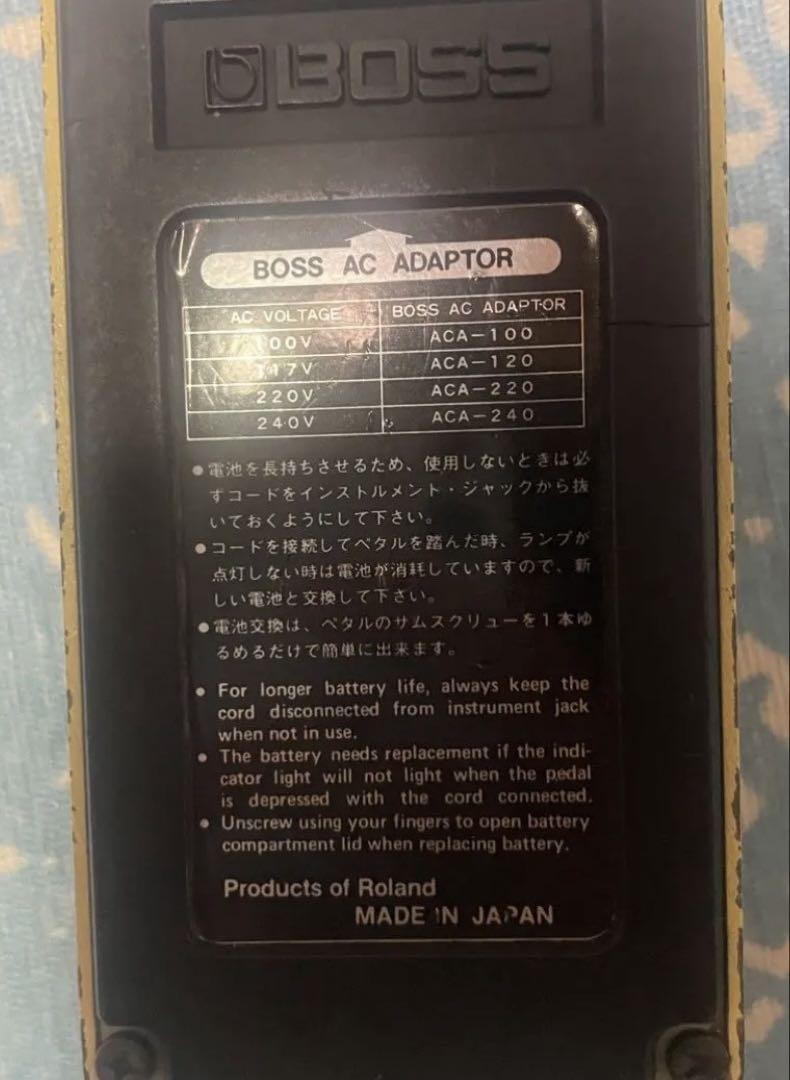 BOSS
BOSS AC ADAPTOR
AC VOLTAGE BOSS AC ADAPTOR
100V ACA-100
117V ACA-120
220V ACA-220
240V ACA-240
●電池を長持ちさせるため、使用しないときは必
ずコードをインストルメント・ジャックから抜
いておくようにして下さい。
●コードを接続してペタルを踏んだ時、ランプが
点灯しない時は電池が消耗していますので、新
しい電池と交換して下さい。
●電池交換は、ペタルのサムスクリューを1本ゆ
るめるだけで簡単に出来ます。
● For longer battery life, always keep the
cord disconnected from instrument jack
when not in use.
● The battery needs replacement if the indi-
cator light will not light when the pedal
is depressed with the cord connected.
● Unscrew using your fingers to open battery
compartment lid when replacing battery.
Products of Roland
MADE IN JAPAN